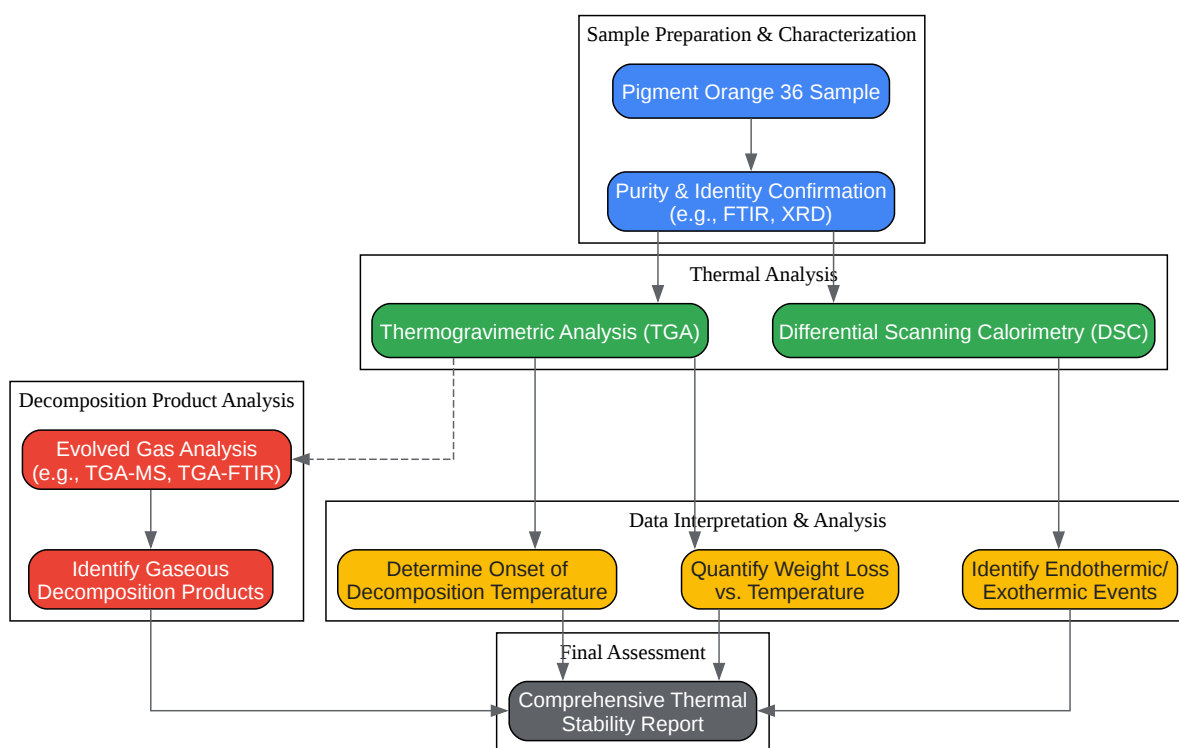 Sample Preparation & Characterization
Pigment Orange 36 Sample
Purity & Identity Confirmation
(e.g., FTIR, XRD)
Thermal Analysis
Thermogravimetric Analysis (TGA)
Differential Scanning Calorimetry (DSC)
Decomposition Product Analysis
Evolved Gas Analysis
(e.g., TGA-MS, TGA-FTIR)
Identify Gaseous
Decomposition Products
Data Interpretation & Analysis
Determine Onset of
Decomposition Temperature
Quantify Weight Loss
vs. Temperature
Identify Endothermic/
Exothermic Events
Final Assessment
Comprehensive Thermal
Stability Report